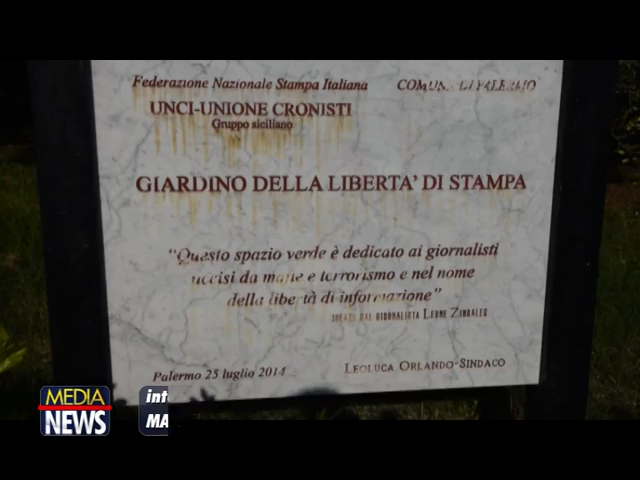 Federazione Nazionale Stampa Italiana
COMUNE DI PALERMO
UNCI-UNIONE CRONISTI
Gruppo siciliano
GIARDINO DELLA LIBERTA' DI STAMPA
"Questo spazio verde è dedicato ai giornalisti
uccisi da mafie e terrorismo e nel nome
della libertà di informazione"
IDEATO DAL GIORNALISTA LEONE ZINGALES
Palermo 25 luglio 2014
LEOLUCA ORLANDO-SINDACO
MEDIA
NEWS
int
MA